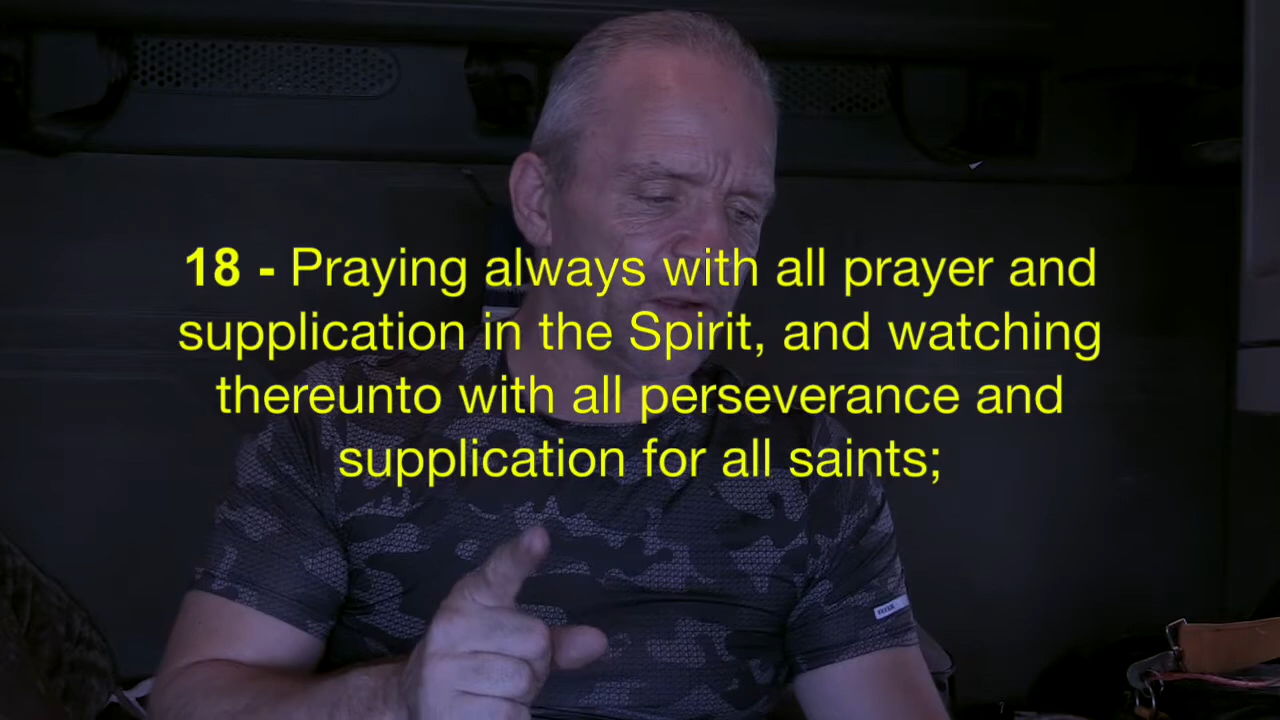 18 - Praying always with all prayer and
supplication in the Spirit, and watching
thereunto with all perseverance and
supplication for all saints;